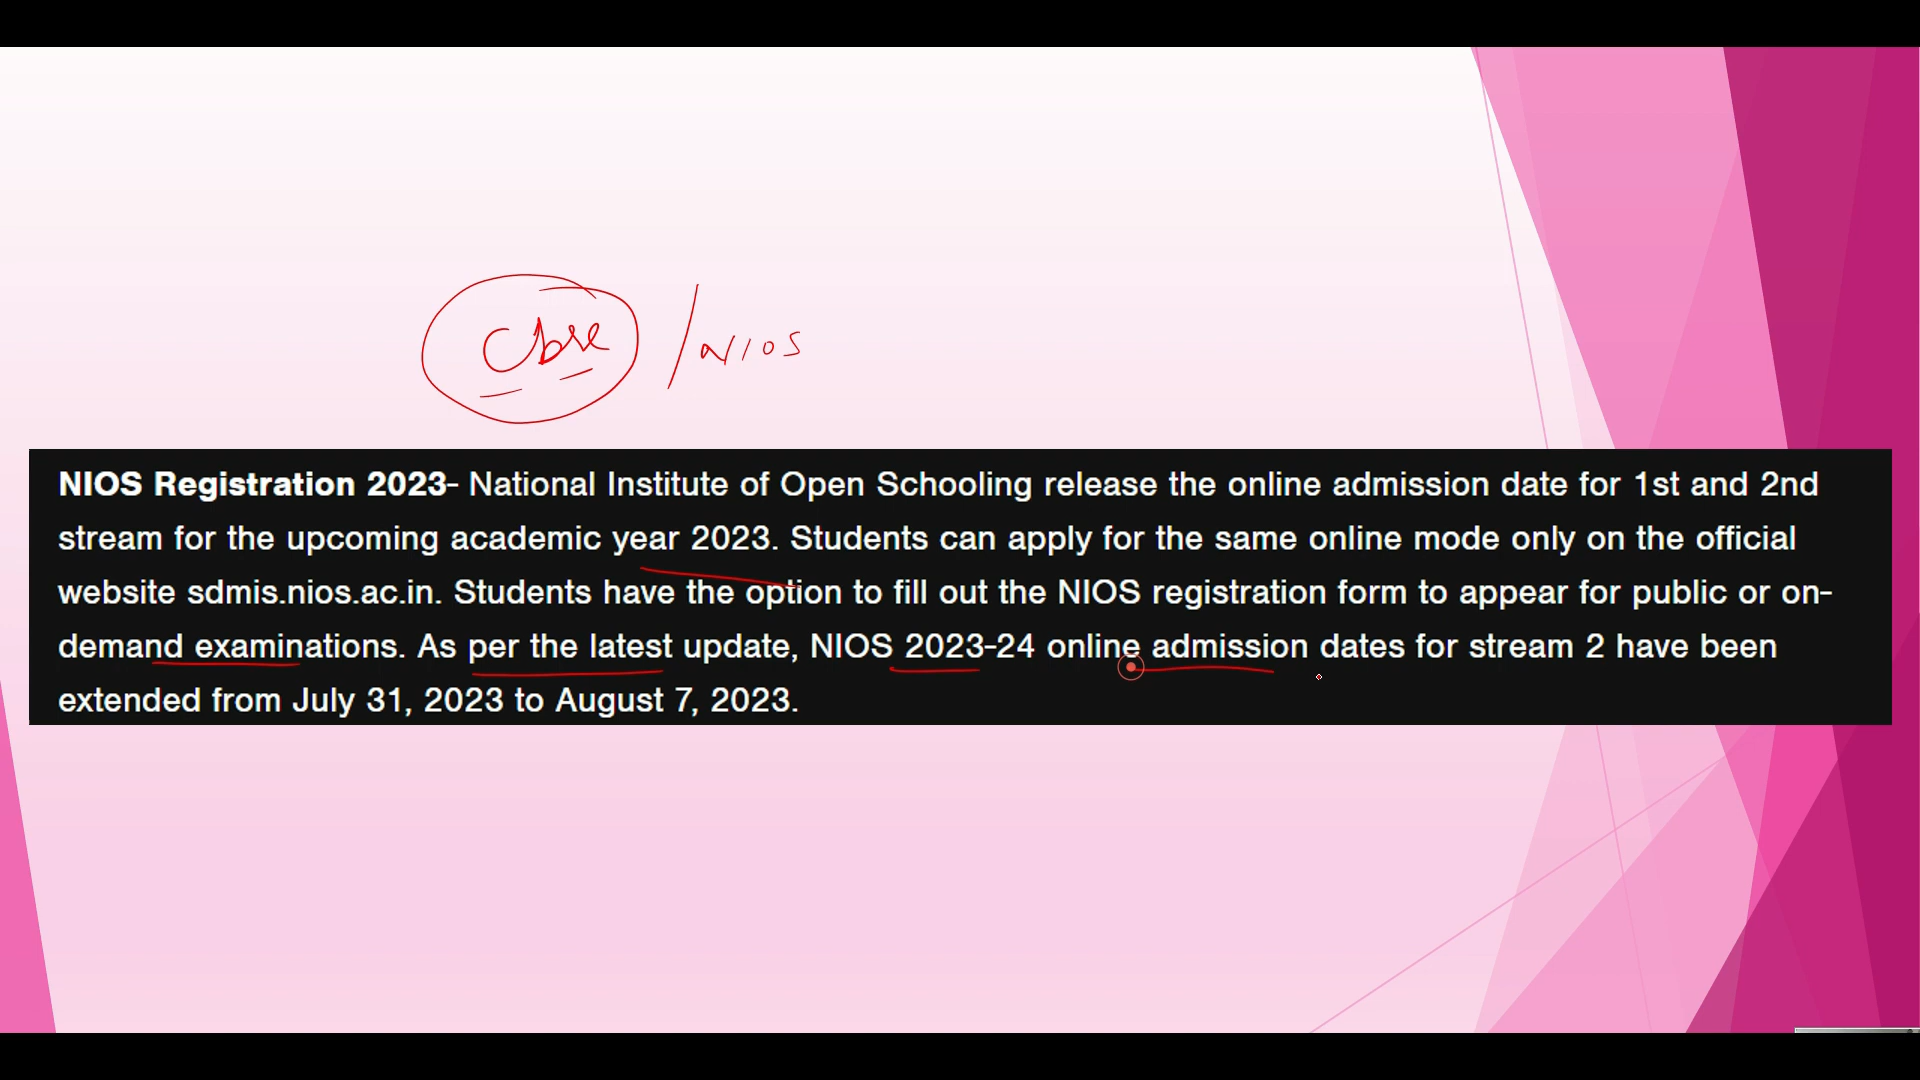 Cbse / NIOS
NIOS Registration 2023- National Institute of Open Schooling release the online admission date for 1st and 2nd
stream for the upcoming academic year 2023. Students can apply for the same online mode only on the official
website sdmis.nios.ac.in. Students have the option to fill out the NIOS registration form to appear for public or on-
demand examinations. As per the latest update, NIOS 2023-24 online admission dates for stream 2 have been
extended from July 31, 2023 to August 7, 2023.